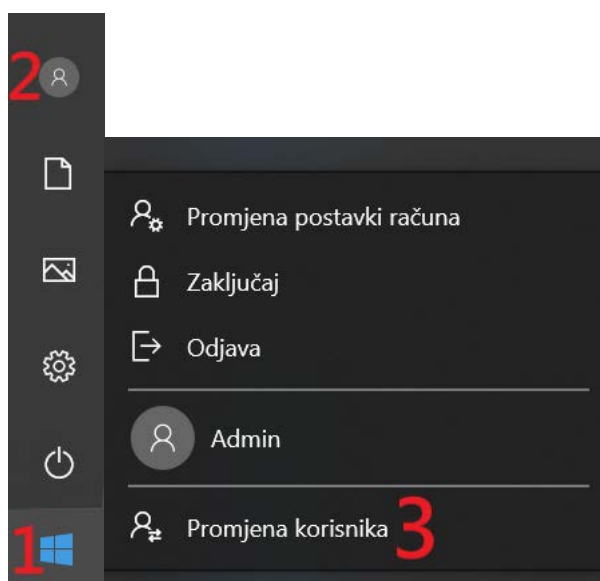 2
Promjena postavki računa
Zaključaj
Odjava
Admin
Promjena korisnika 3
1